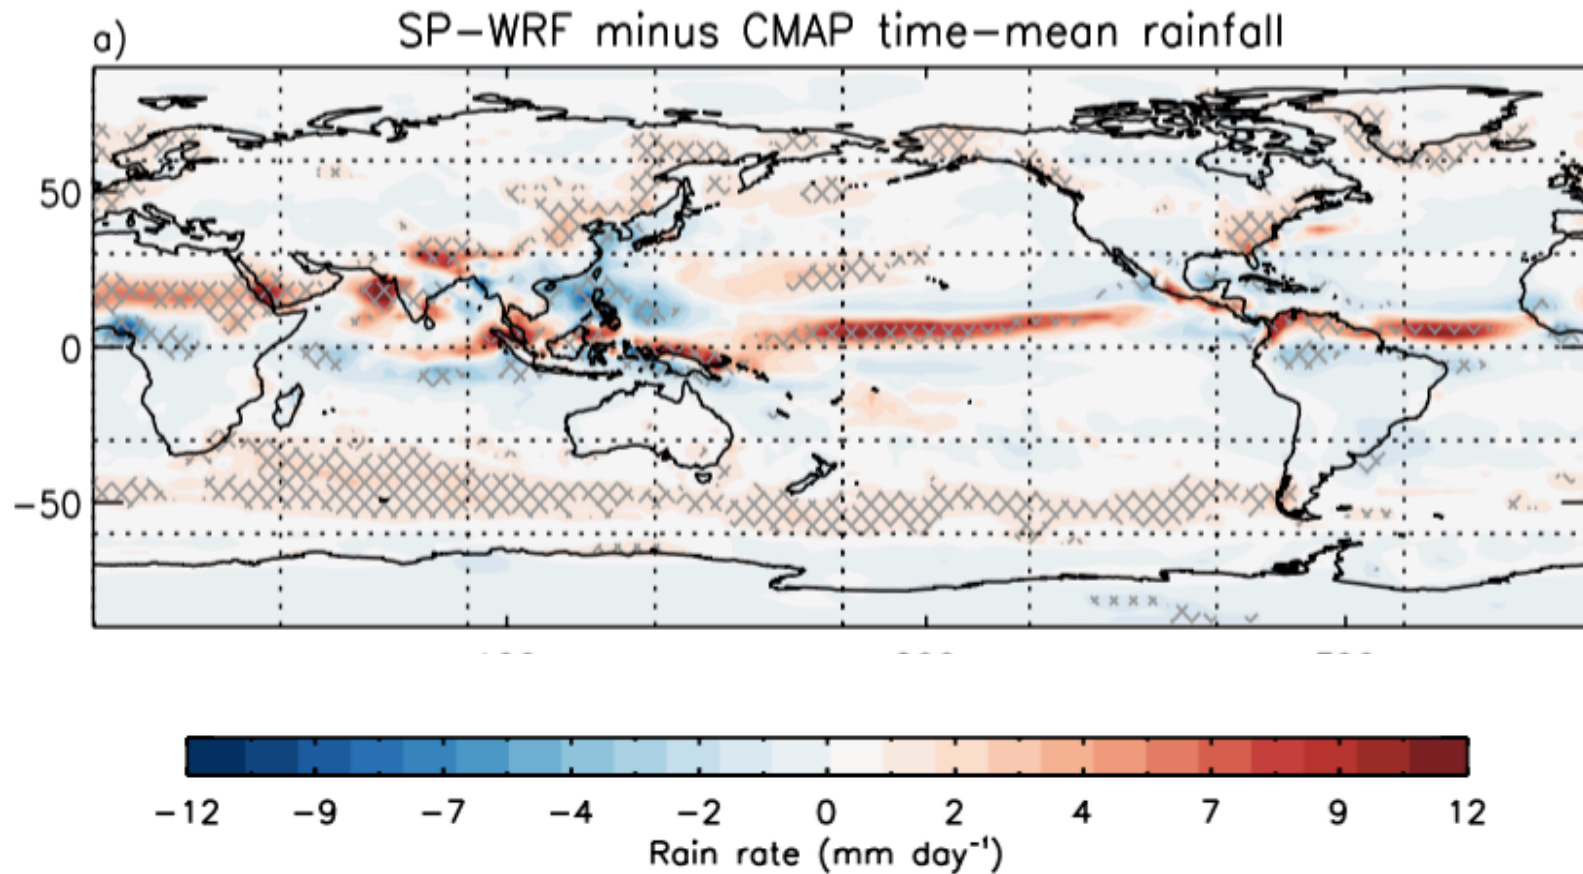 a)
SP-WRF minus CMAP time-mean rainfall
50
0
-50
-12 -9 -7 -4 -2 0 2 4 7 9 12
Rain rate (mm day⁻¹)